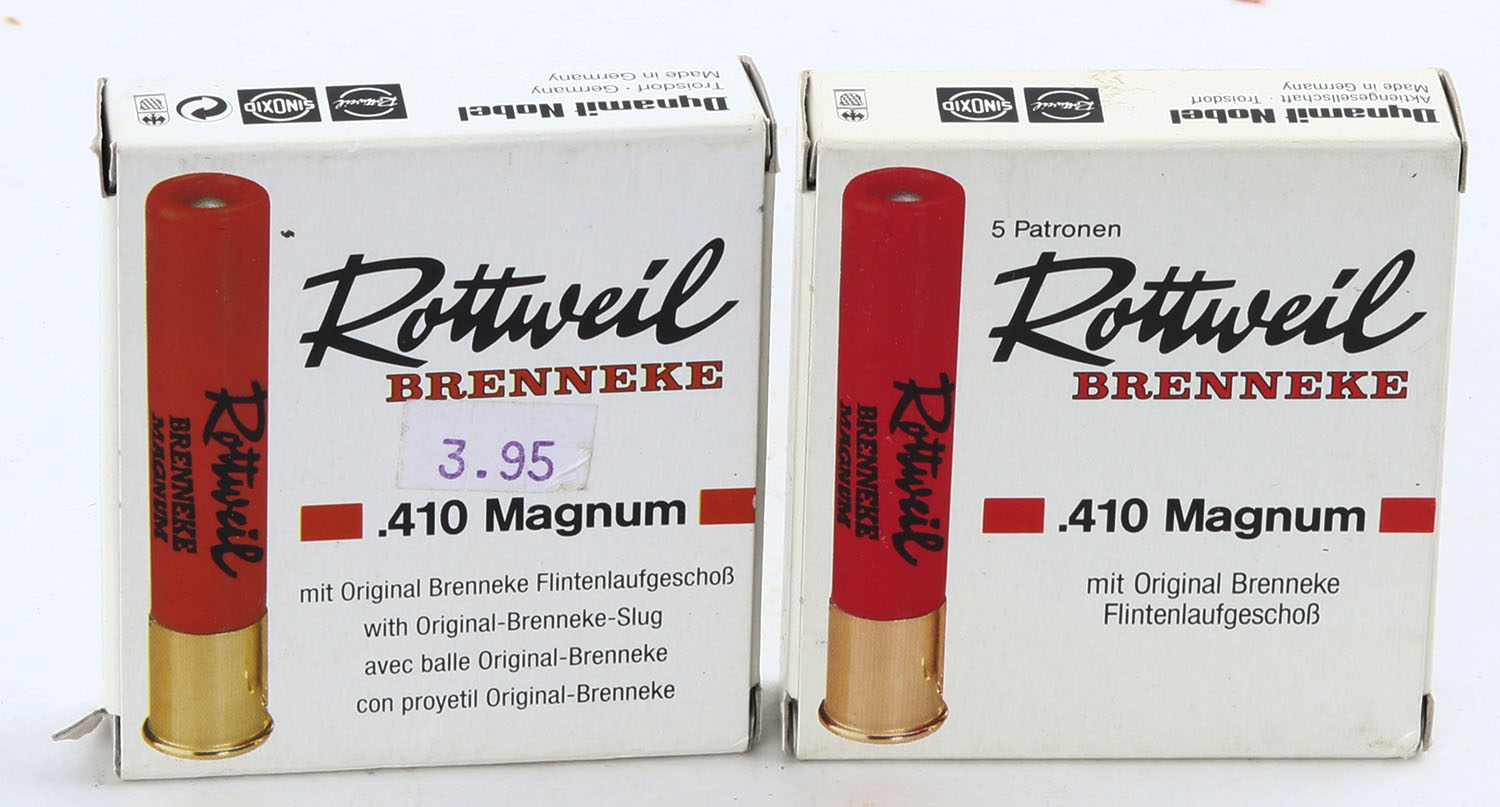 Dynamit Nobel
Troisdorf · Germany
Made in Germany
Rottweil
SINOXID
Rottweil
BRENNEKE
3.95
.410 Magnum
mit Original Brenneke Flintenlaufgeschoß
with Original-Brenneke-Slug
avec balle Original-Brenneke
con proyetil Original-Brenneke
Rottweil
BRENNEKE
MAGNUM
Dynamit Nobel
Aktiengesellschaft · Troisdorf
Made in Germany
Rottweil
SINOXID
5 Patronen
Rottweil
BRENNEKE
.410 Magnum
mit Original Brenneke
Flintenlaufgeschoß
Rottweil
BRENNEKE
MAGNUM